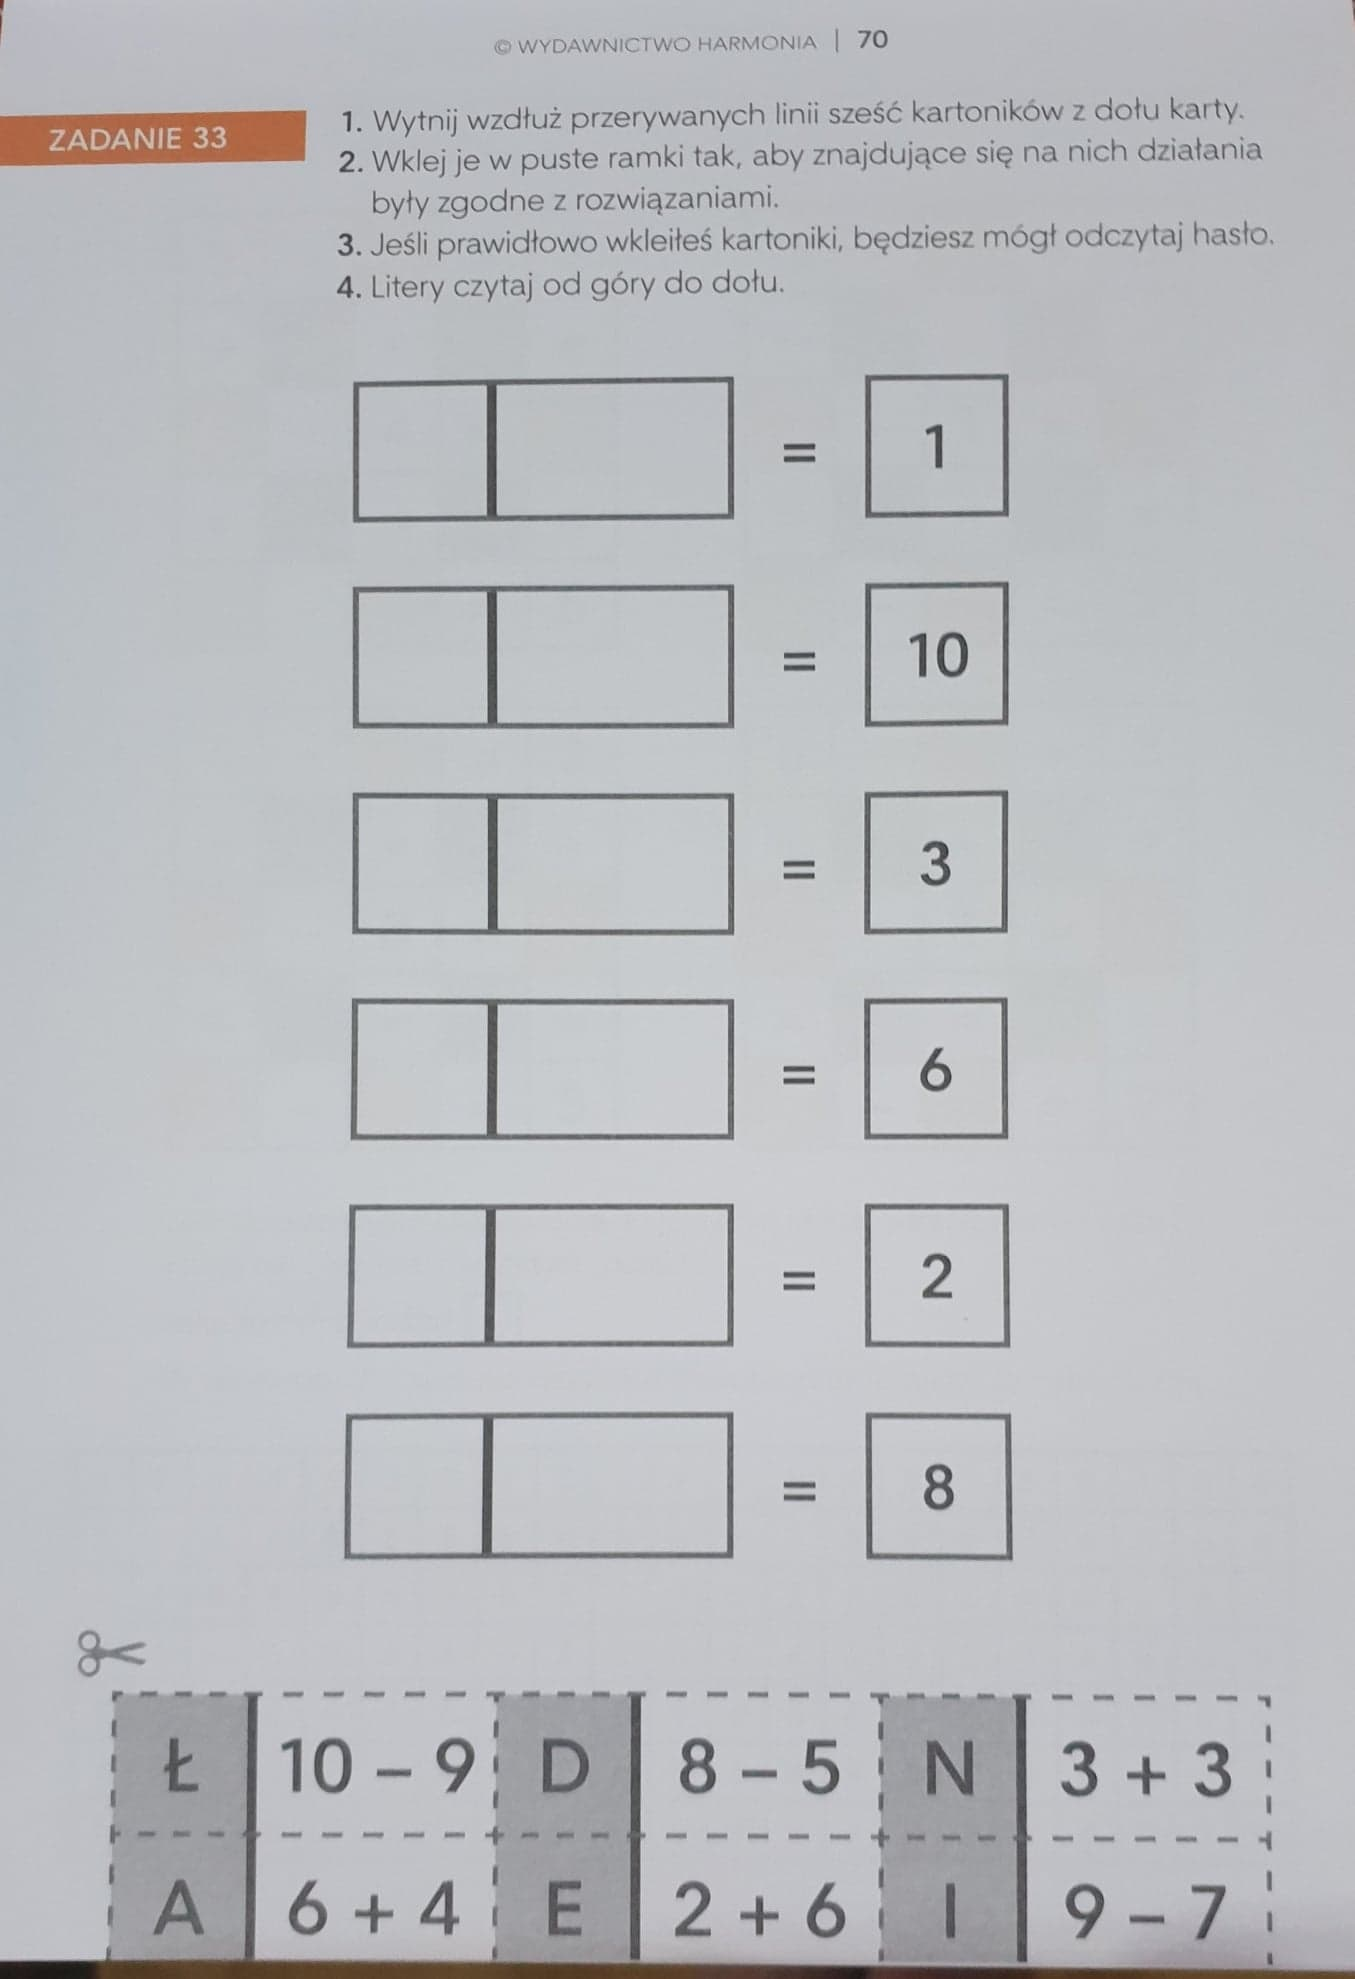 © WYDAWNICTWO HARMONIA | 70
ZADANIE 33
1. Wytnij wzdłuż przerywanych linii sześć kartoników z dołu karty.
2. Wklej je w puste ramki tak, aby znajdujące się na nich działania
były zgodne z rozwiązaniami.
3. Jeśli prawidłowo wkleiłeś kartoniki, będziesz mógł odczytaj hasło.
4. Litery czytaj od góry do dołu.
= 1
= 10
= 3
= 6
= 2
= 8
Ł 10 – 9 D 8 – 5 N 3 + 3
A 6 + 4 E 2 + 6 I 9 – 7